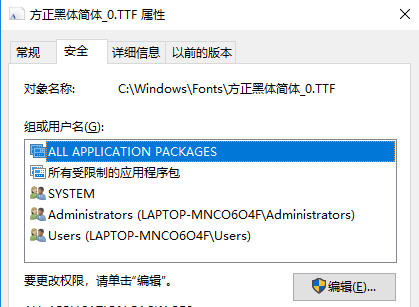 方正黑体简体_0.TTF 属性
常规 安全 详细信息 以前的版本
对象名称: C:\Windows\Fonts\方正黑体简体_0.TTF
组或用户名(G):
ALL APPLICATION PACKAGES
所有受限制的应用程序包
SYSTEM
Administrators (LAPTOP-MNCO6O4F\Administrators)
Users (LAPTOP-MNCO6O4F\Users)
要更改权限，请单击“编辑”。 编辑(E)...